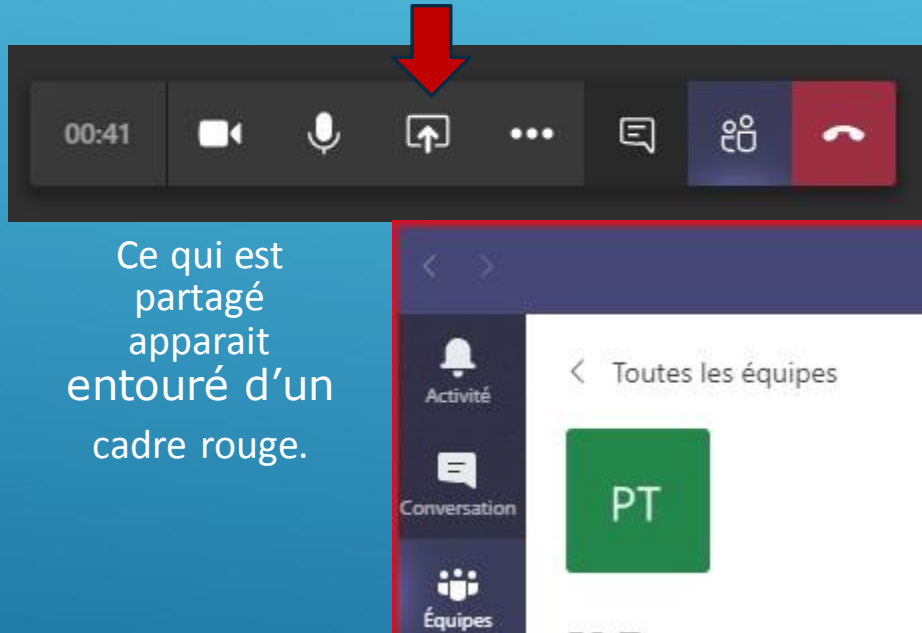 00:41
Ce qui est
partagé
apparait
entouré d’un
cadre rouge.
Activité
Toutes les équipes
Conversation
PT
Équipes